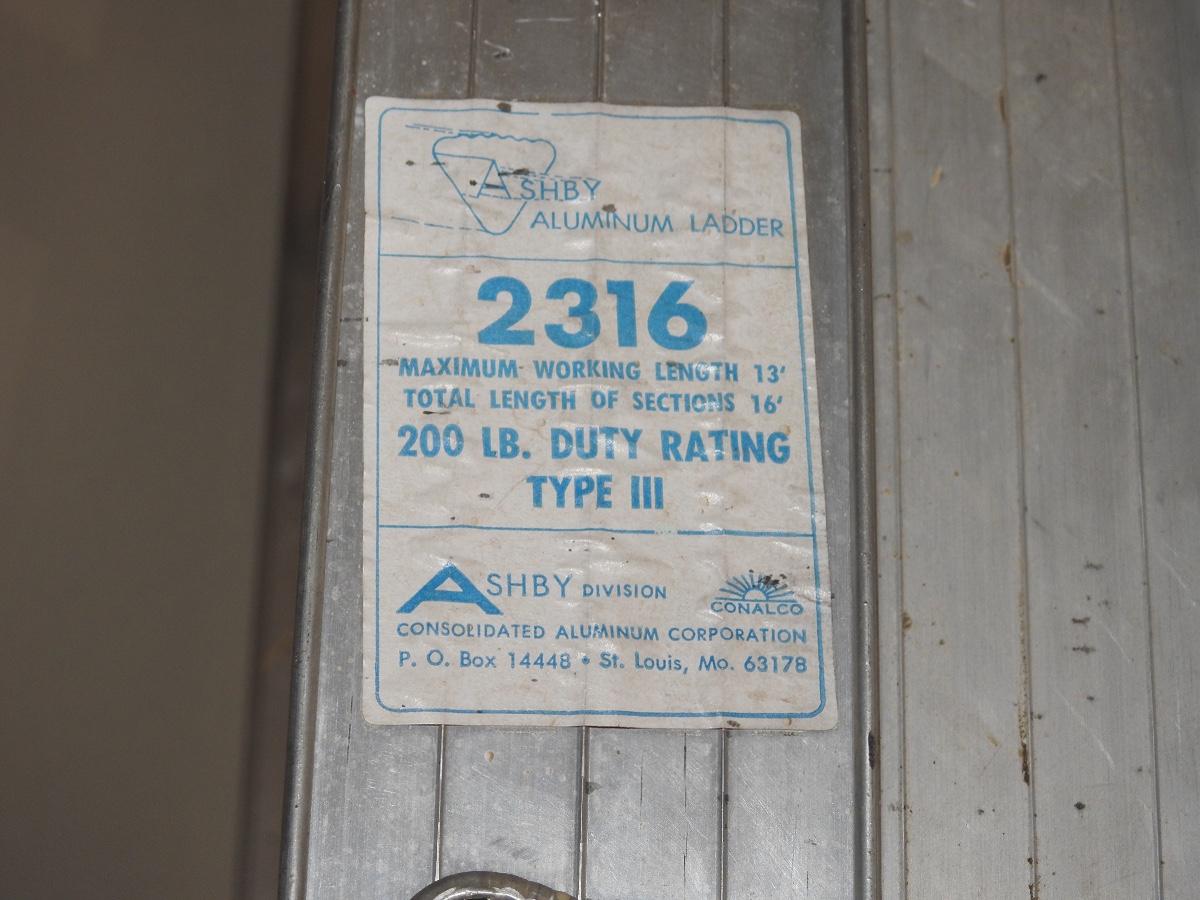 ASHBY
ALUMINUM LADDER
2316
MAXIMUM WORKING LENGTH 13'
TOTAL LENGTH OF SECTIONS 16'
200 LB. DUTY RATING
TYPE III
ASHBY DIVISION
CONALCO
CONSOLIDATED ALUMINUM CORPORATION
P. O. Box 14448 • St. Louis, Mo. 63178